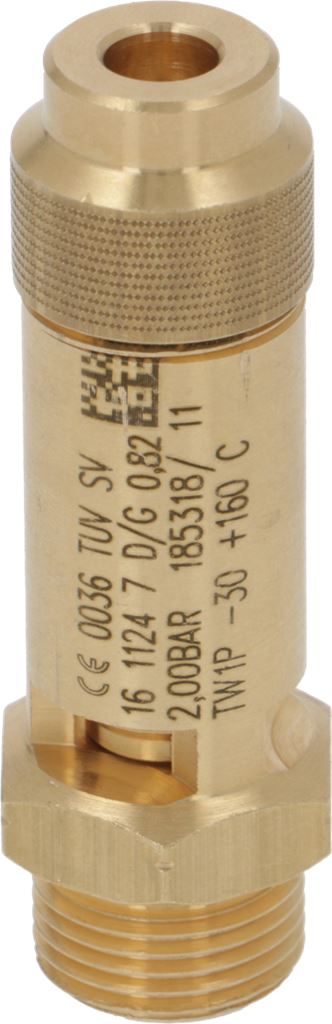 CE 0036 TUV SV
16 1124 7 D/G 0,82
2,00BAR 185318/ 11
TW1P -30 +160 C